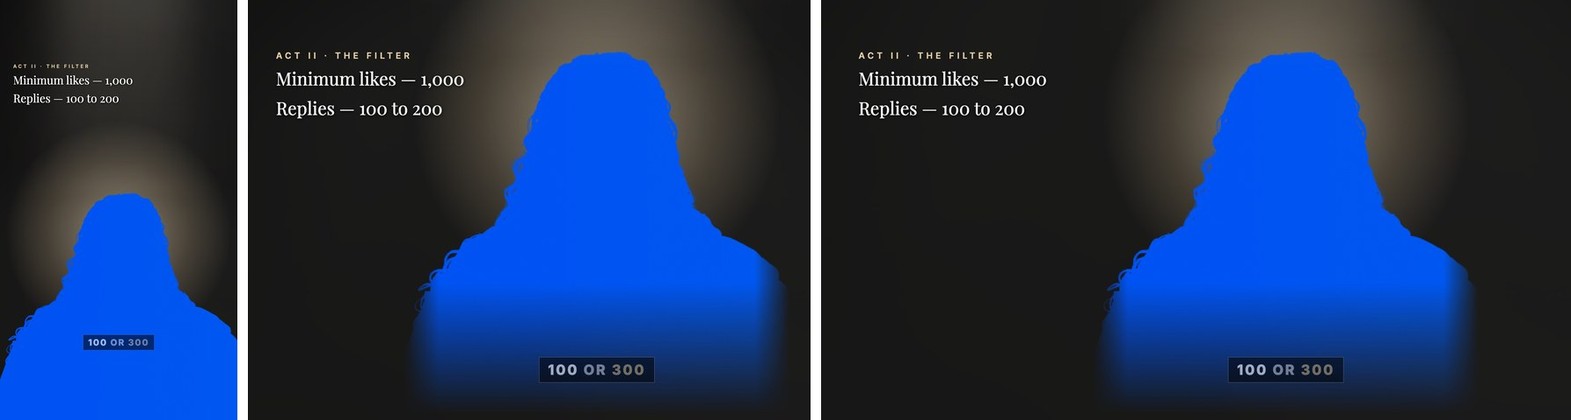 ACT II · THE FILTER
Minimum likes — 1,000
Replies — 100 to 200
100 OR 300
ACT II · THE FILTER
Minimum likes — 1,000
Replies — 100 to 200
100 OR 300
ACT II · THE FILTER
Minimum likes — 1,000
Replies — 100 to 200
100 OR 300